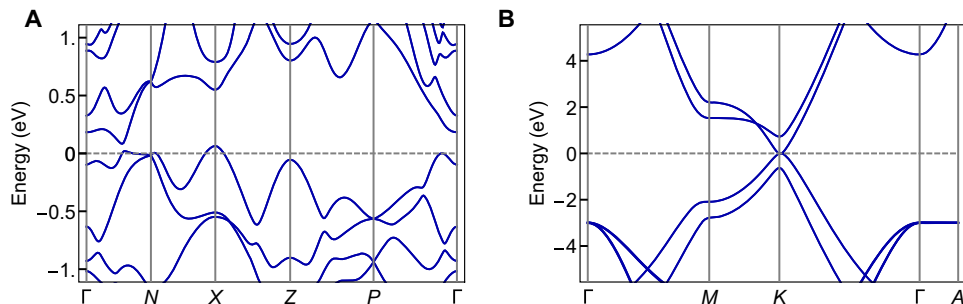 A
B
Energy (eV)
1.
0.5
0
−0.5
−1.
Γ N X Z P Γ
Energy (eV)
4
2
0
−2
−4
Γ M K Γ A